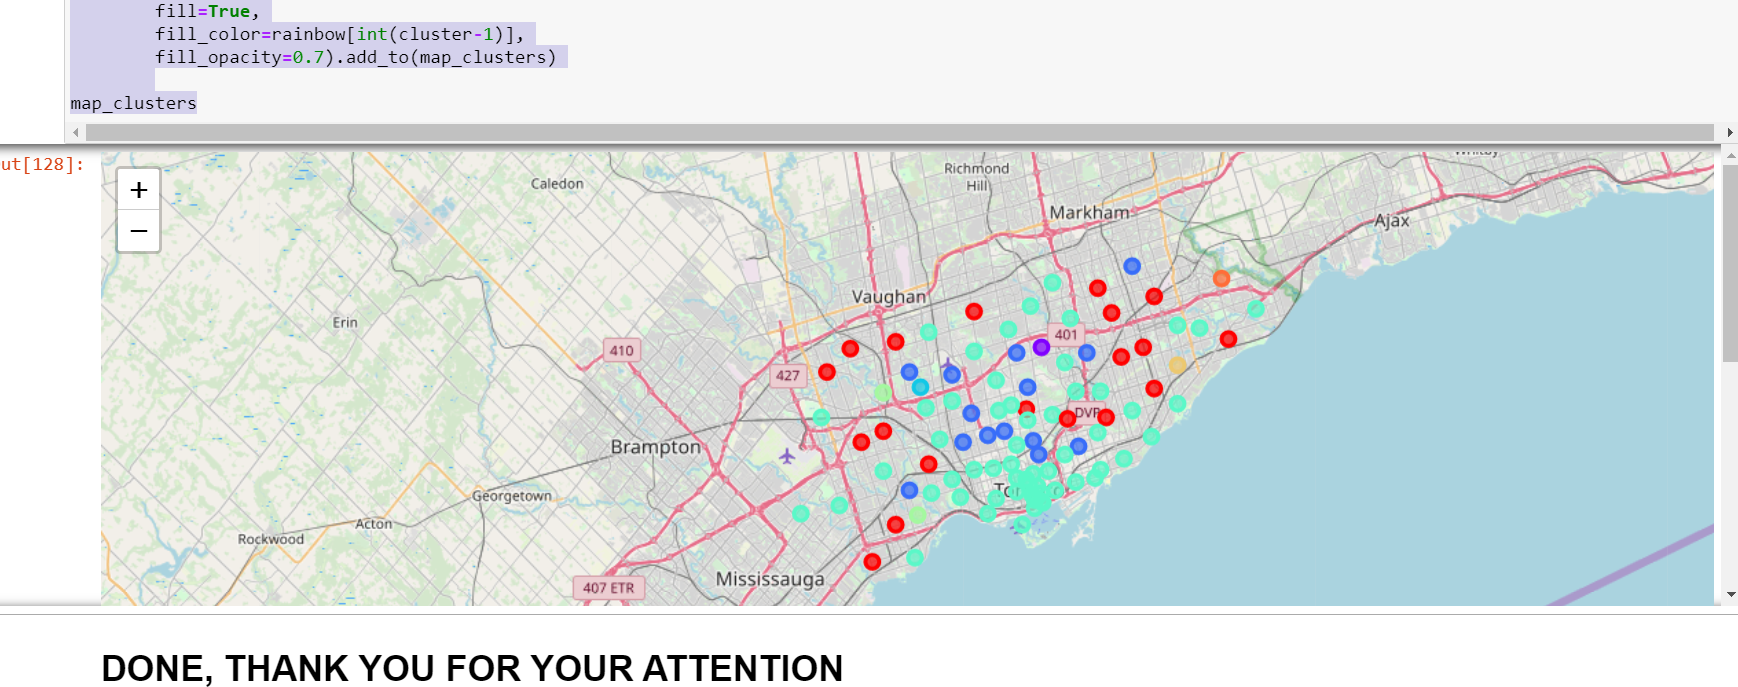 fill=True,
fill_color=rainbow[int(cluster-1)],
fill_opacity=0.7).add_to(map_clusters)
map_clusters
ut[128]:
+
−
Caledon
Richmond
Hill
Markham
Ajax
Vaughan
Erin
401
410
427
DVP
Brampton
Georgetown
Acton
Rockwood
Mississauga
407 ETR
DONE, THANK YOU FOR YOUR ATTENTION